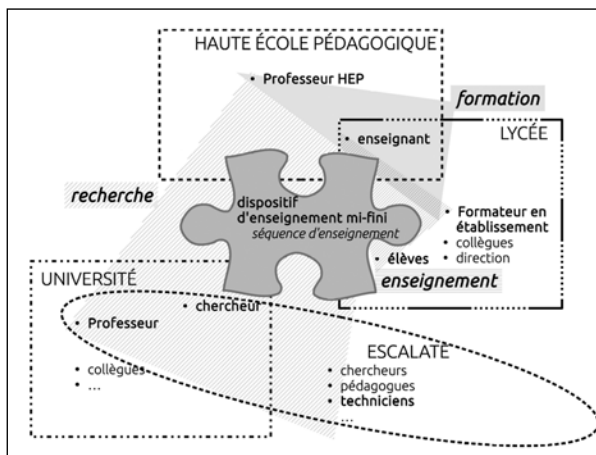 HAUTE ÉCOLE PÉDAGOGIQUE
• Professeur HEP
formation
• enseignant
LYCÉE
recherche
dispositif
d'enseignement mi-fini
séquence d'enseignement
• Formateur en
établissement
• collègues
• direction
• élèves
enseignement
UNIVERSITÉ
• chercheur
• Professeur
• collègues
• ...
ESCALATE
• chercheurs
• pédagogues
• techniciens
...